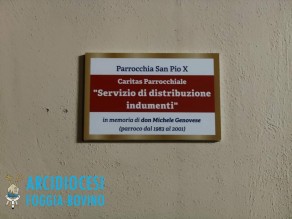 Parrocchia San Pio X
Caritas Parrocchiale
"Servizio di distribuzione
indumenti"
in memoria di don Michele Genovese
(parroco dal 1982 al 2001)
ARCIDIOCESI
FOGGIA-BOVINO